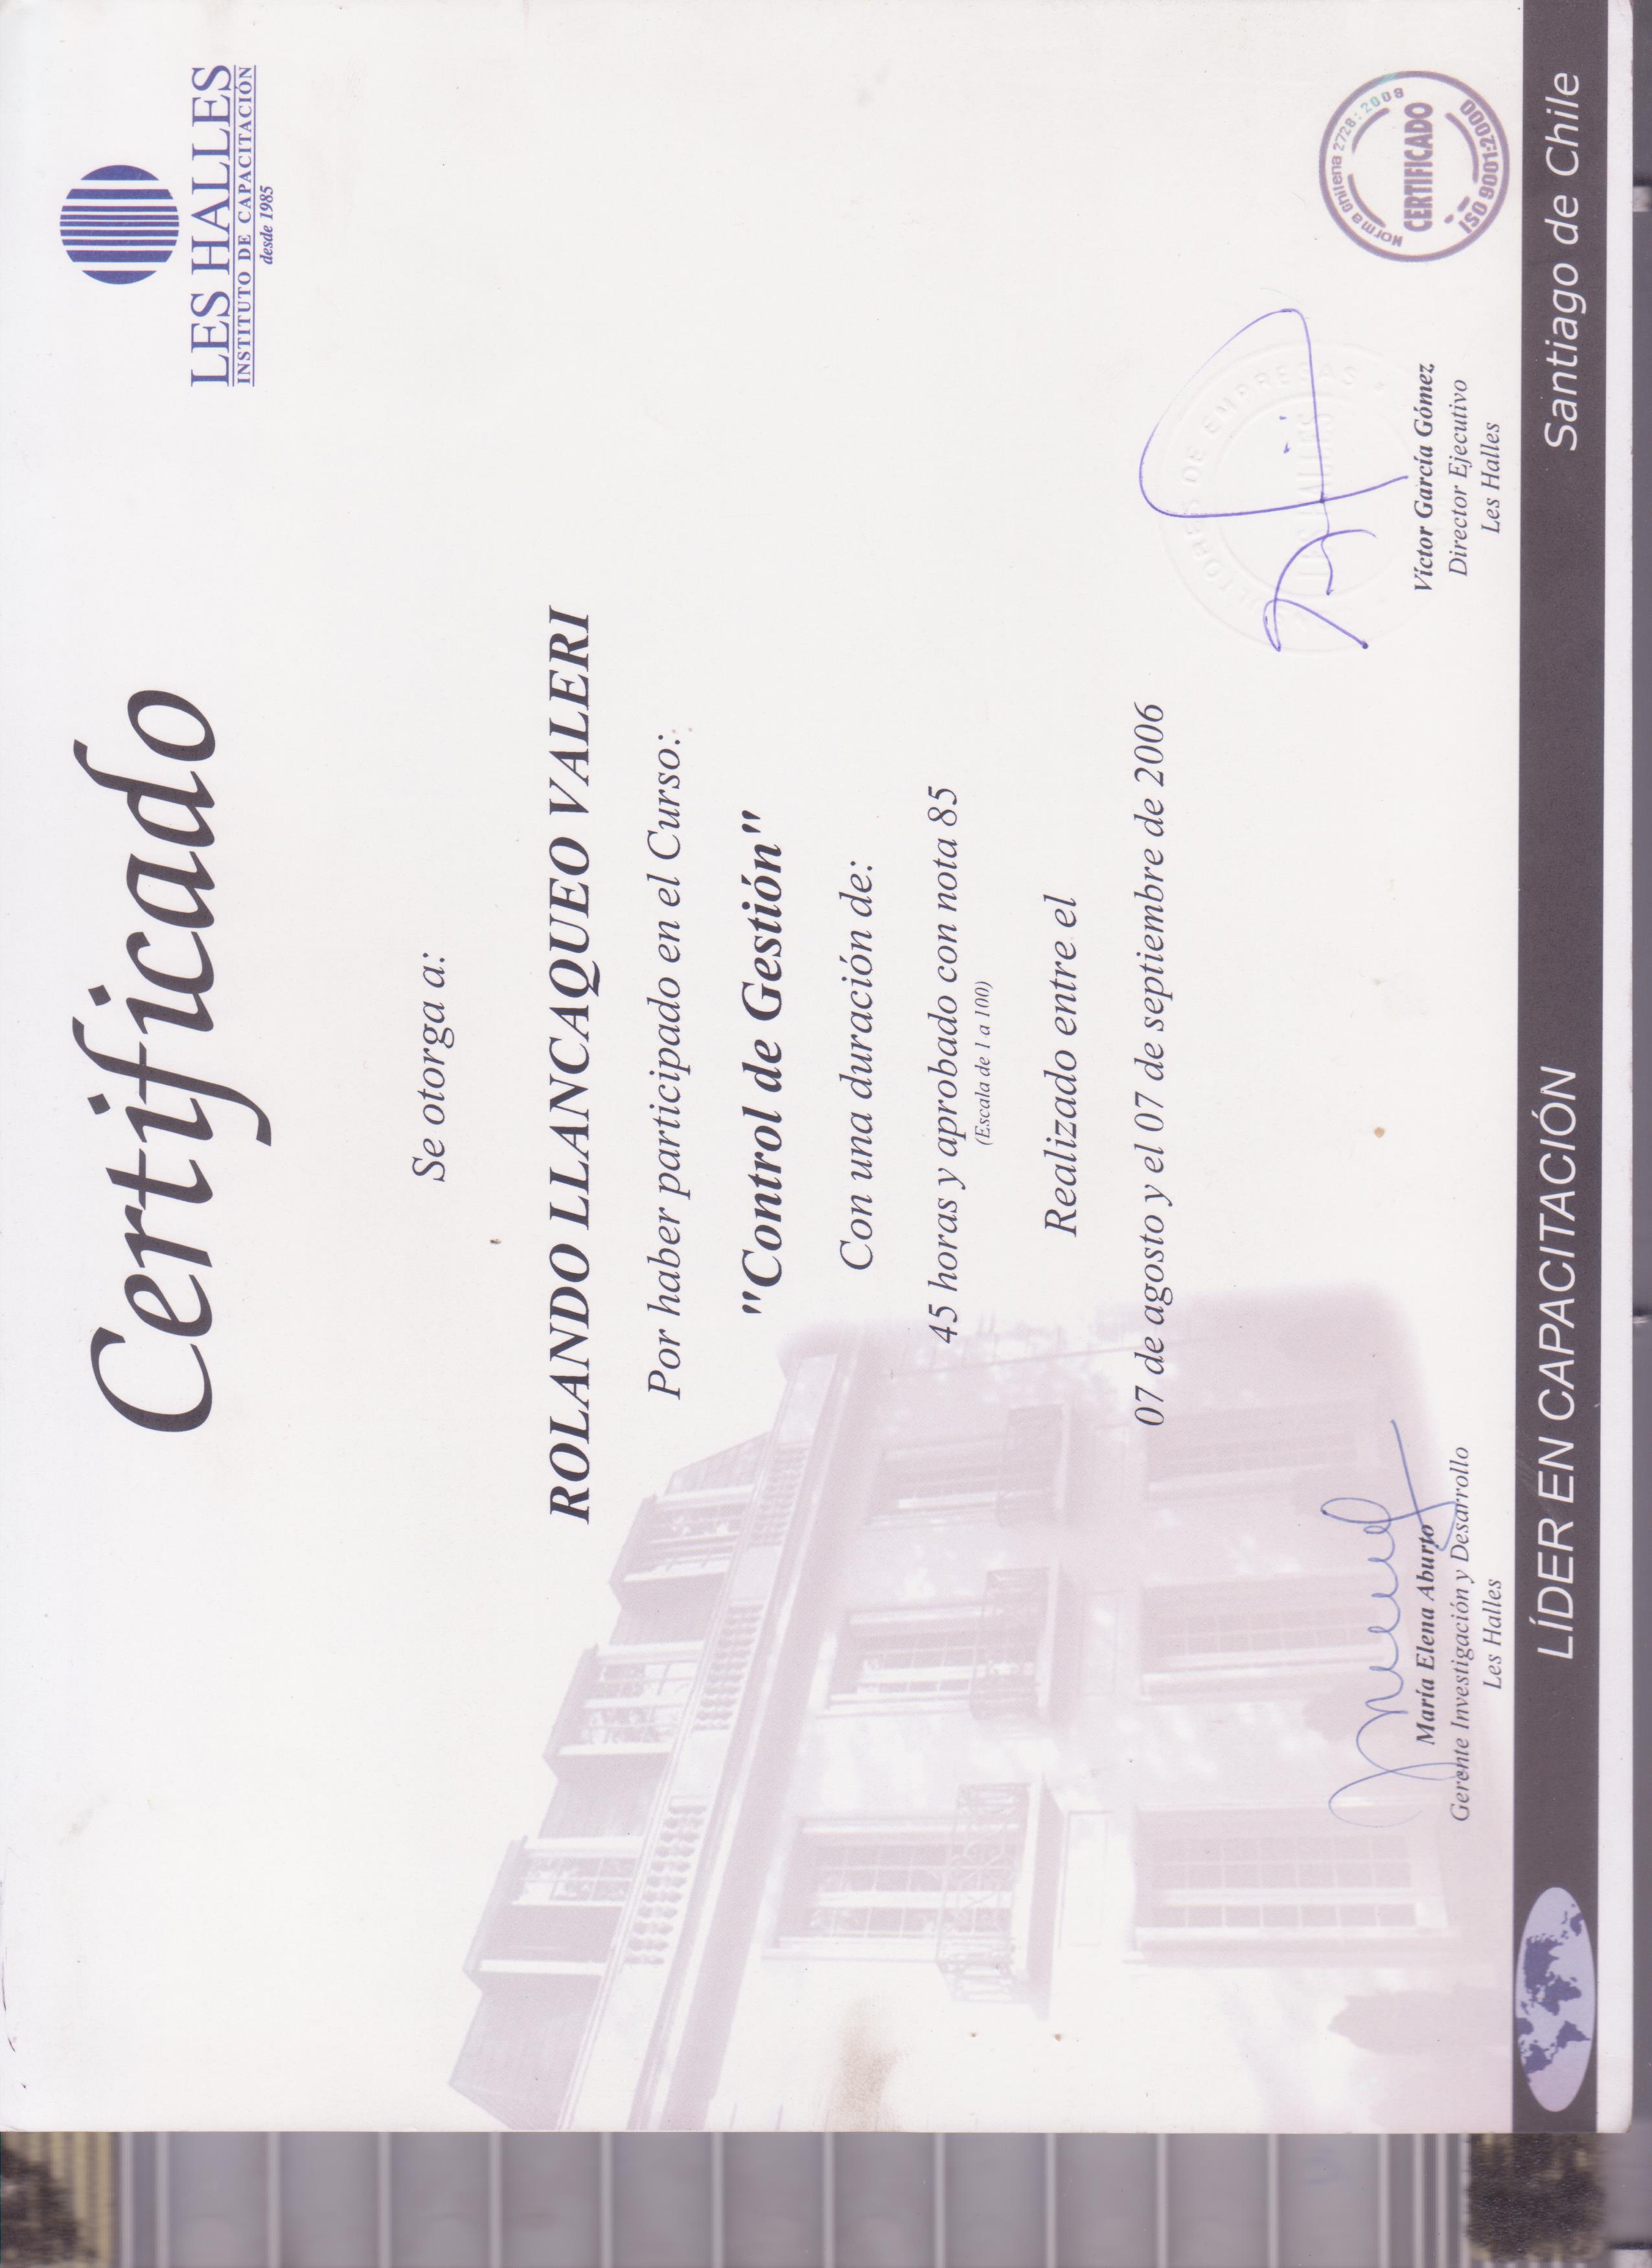 Certificado
LES HALLES
INSTITUTO DE CAPACITACIÓN
desde 1985
Se otorga a:
ROLANDO LLANCAQUEO VALERI
Por haber participado en el Curso:
"Control de Gestión"
Con una duración de:
45 horas y aprobado con nota 85
(Escala de 1 a 100)
Realizado entre el
07 de agosto y el 07 de septiembre de 2006
María Elena Aburto
Gerente Investigación y Desarrollo
Les Halles
DE EMPRESAS
LES HALLES
Víctor García Gómez
Director Ejecutivo
Les Halles
Norma chilena 2728:2003
CERTIFICADO
ISO 9001:2000
LÍDER EN CAPACITACIÓN
Santiago de Chile